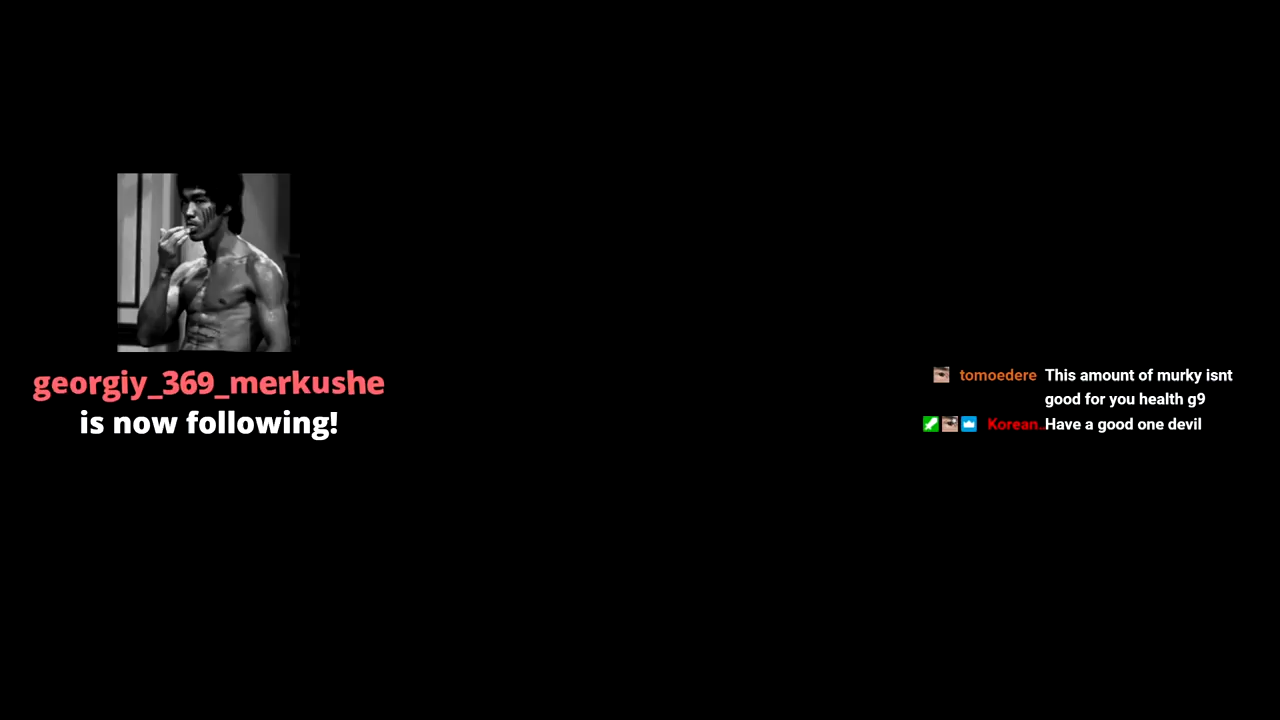 georgiy_369_merkushe
is now following!
tomoedere This amount of murky isnt
good for you health g9
Korean.. Have a good one devil